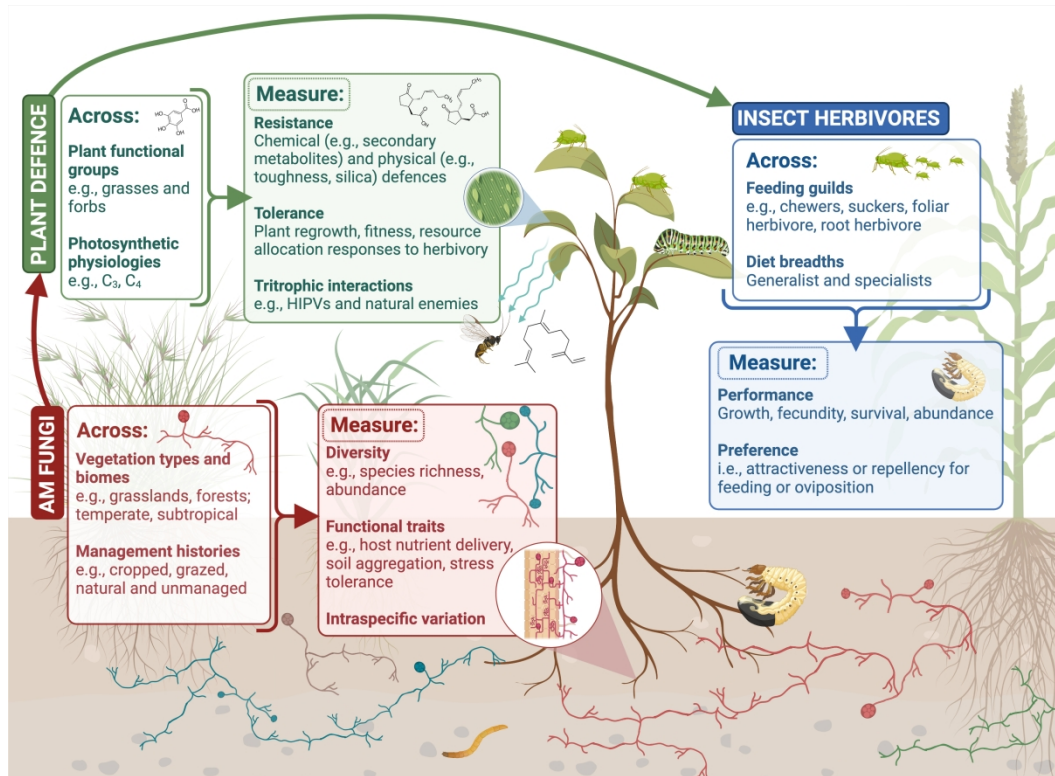 PLANT DEFENCE
Across:
Plant functional
groups
e.g., grasses and
forbs
Photosynthetic
physiologies
e.g., C₃, C₄
Measure:
Resistance
Chemical (e.g., secondary
metabolites) and physical (e.g.,
toughness, silica) defences
Tolerance
Plant regrowth, fitness, resource
allocation responses to herbivory
Tritrophic interactions
e.g., HIPVs and natural enemies
INSECT HERBIVORES
Across:
Feeding guilds
e.g., chewers, suckers, foliar
herbivore, root herbivore
Diet breadths
Generalist and specialists
Measure:
Performance
Growth, fecundity, survival, abundance
Preference
i.e., attractiveness or repellency for
feeding or oviposition
AM FUNGI
Across:
Vegetation types and
biomes
e.g., grasslands, forests;
temperate, subtropical
Management histories
e.g., cropped, grazed,
natural and unmanaged
Measure:
Diversity
e.g., species richness,
abundance
Functional traits
e.g., host nutrient delivery,
soil aggregation, stress
tolerance
Intraspecific variation